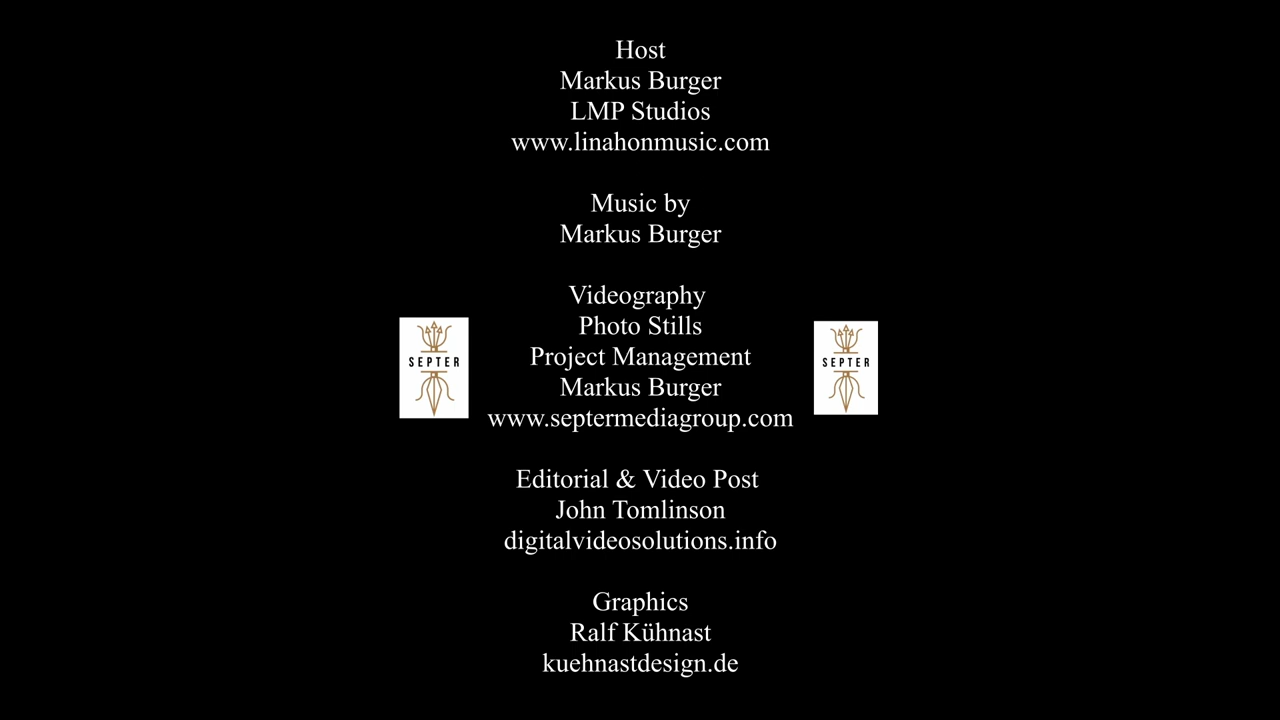 Host
Markus Burger
LMP Studios
www.linahonmusic.com
Music by
Markus Burger
Videography
Photo Stills
Project Management
Markus Burger
www.septermediagroup.com
SEPTER
SEPTER
Editorial & Video Post
John Tomlinson
digitalvideosolutions.info
Graphics
Ralf Kühnast
kuehnastdesign.de